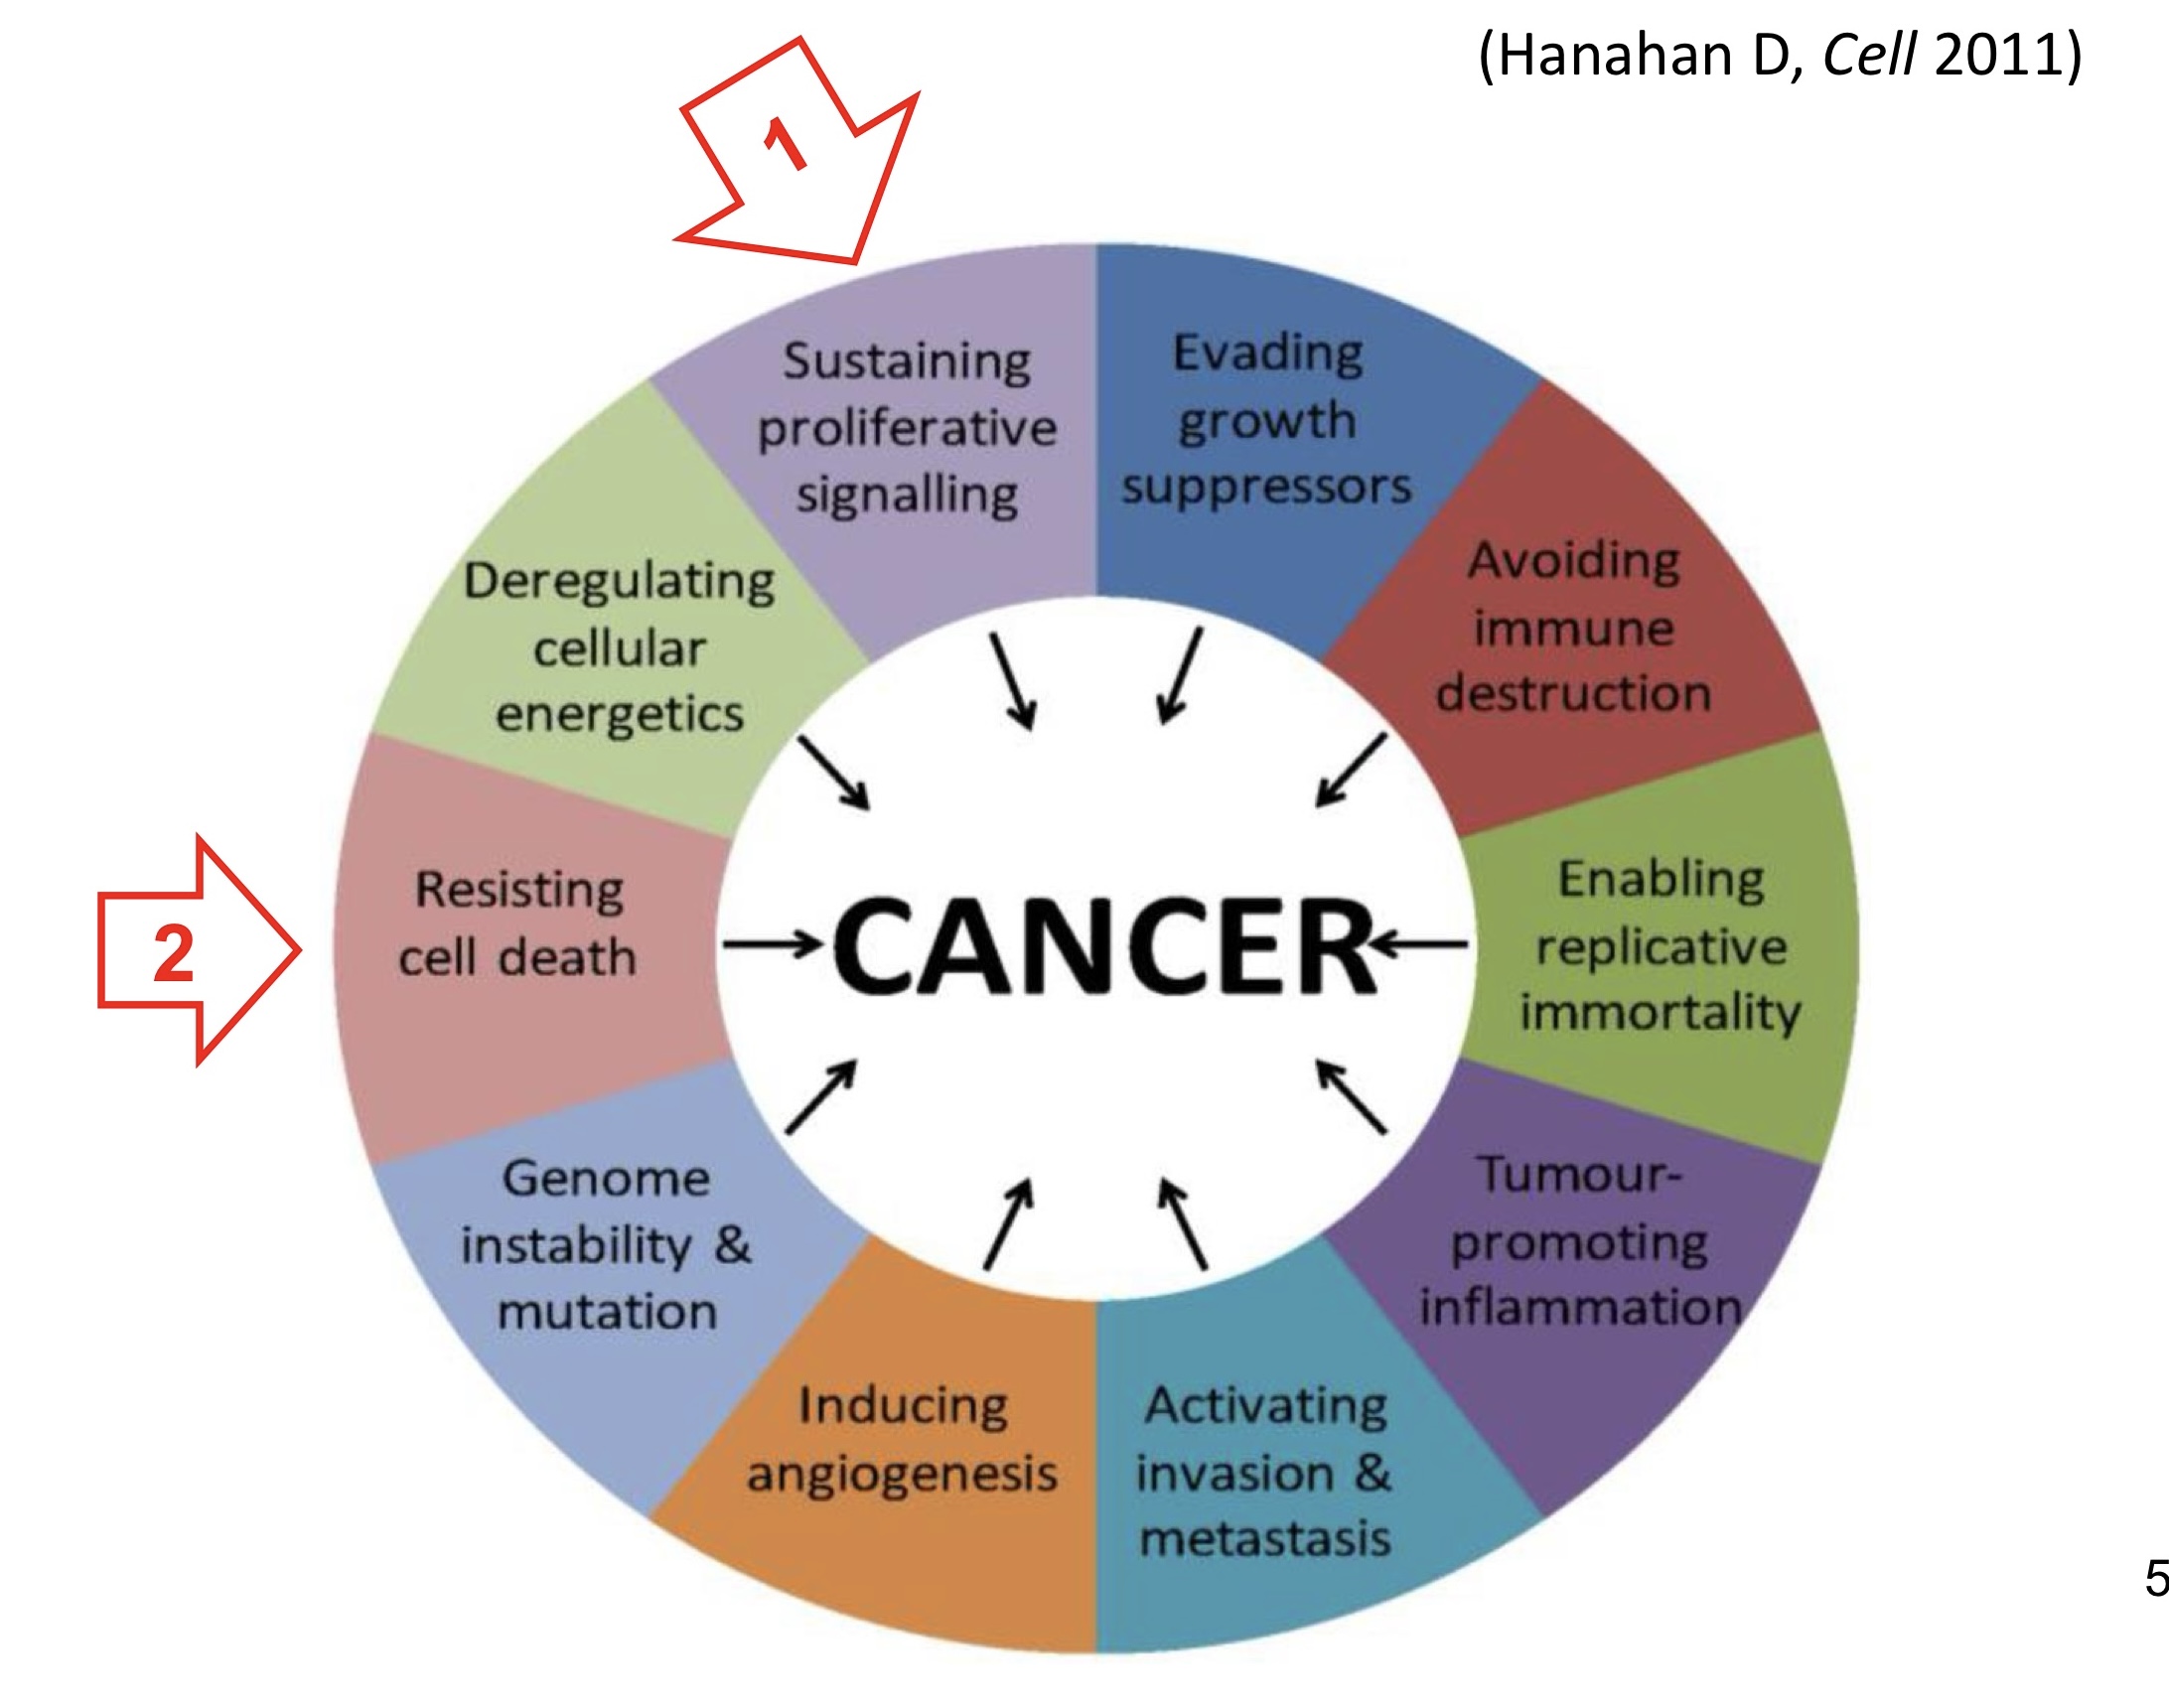 (Hanahan D, Cell 2011)
1
Sustaining
proliferative
signalling
Evading
growth
suppressors
Avoiding
immune
destruction
Enabling
replicative
immortality
Tumour-
promoting
inflammation
Activating
invasion &
metastasis
Inducing
angiogenesis
Genome
instability &
mutation
2
Resisting
cell death
Deregulating
cellular
energetics
CANCER
5